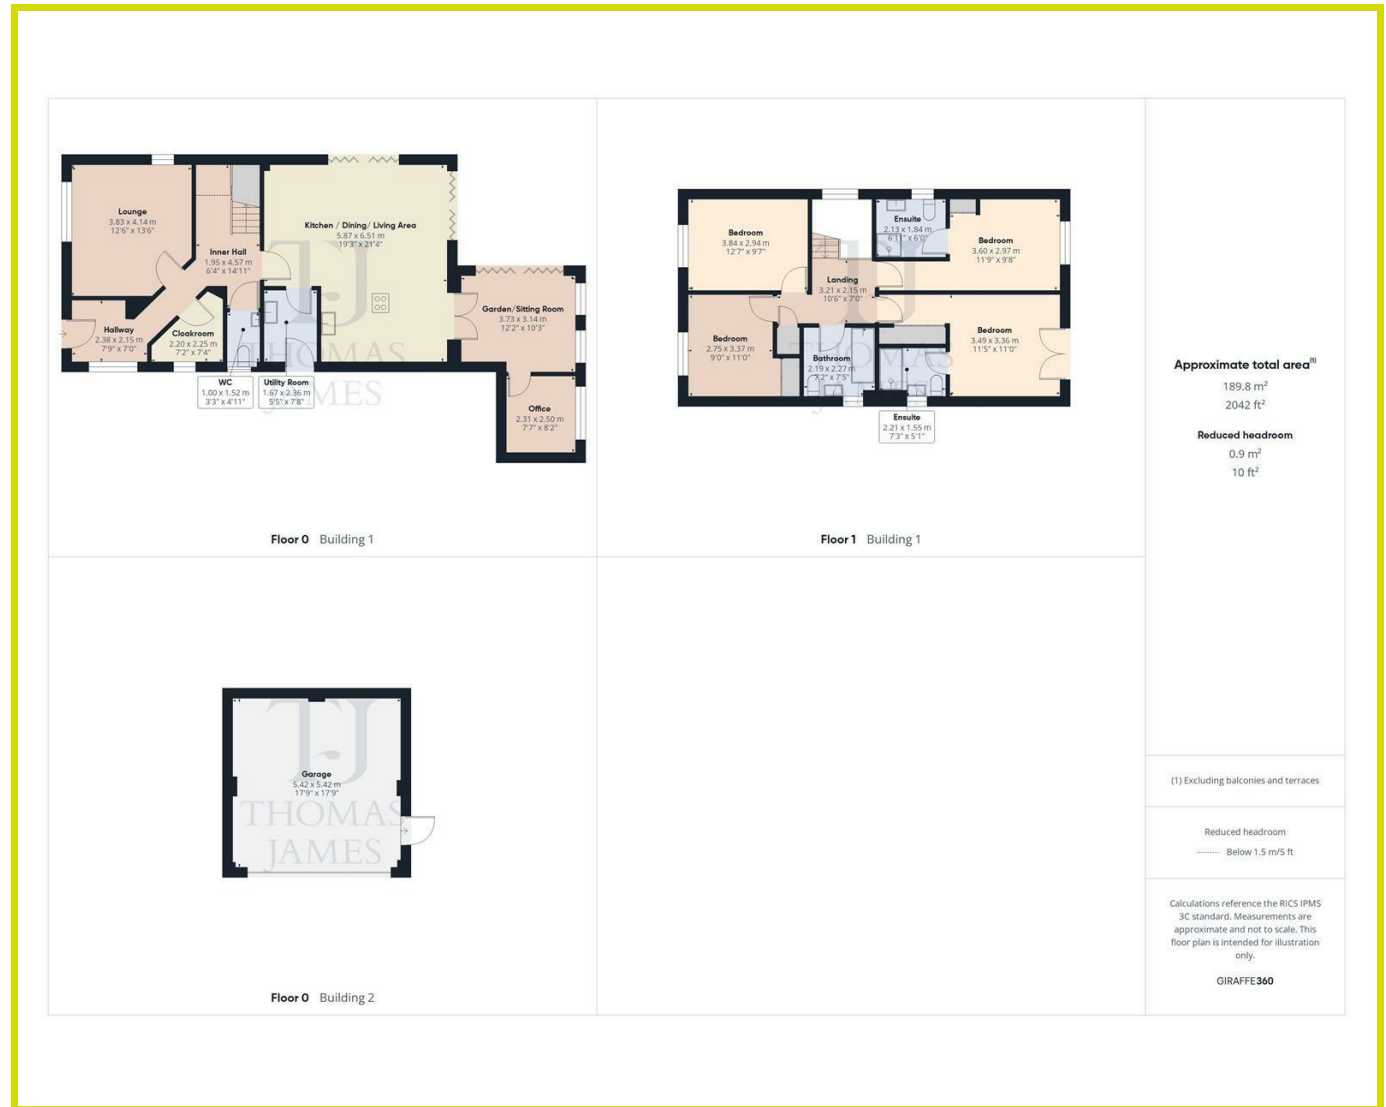 Lounge
3.83 x 4.14 m
12'6" x 13'6"
Inner Hall
1.95 x 4.57 m
6'4" x 14'11"
Kitchen / Dining/ Living Area
5.87 x 6.51 m
19'3" x 21'4"
Hallway
2.38 x 2.15 m
7'9" x 7'0"
Cloakroom
2.20 x 2.25 m
7'2" x 7'4"
WC
1.00 x 1.52 m
3'3" x 4'11"
Utility Room
1.67 x 2.36 m
5'5" x 7'8"
Garden/Sitting Room
3.73 x 3.14 m
12'2" x 10'3"
Office
2.31 x 2.50 m
7'7" x 8'2"
TJ
THOMAS
JAMES
Floor 0 Building 1
Bedroom
3.84 x 2.94 m
12'7" x 9'7"
Ensuite
2.13 x 1.84 m
6'11" x 6'0"
Bedroom
3.60 x 2.97 m
11'9" x 9'8"
Landing
3.21 x 2.15 m
10'6" x 7'0"
Bedroom
2.75 x 3.37 m
9'0" x 11'0"
Bathroom
2.19 x 2.27 m
7'2" x 7'5"
Bedroom
3.49 x 3.36 m
11'5" x 11'0"
Ensuite
2.21 x 1.55 m
7'3" x 5'1"
TJ
THOMAS
JAMES
Floor 1 Building 1
Garage
5.42 x 5.42 m
17'9" x 17'9"
TJ
THOMAS
JAMES
Floor 0 Building 2
Approximate total area(1)
189.8 m²
2042 ft²
Reduced headroom
0.9 m²
10 ft²
(1) Excluding balconies and terraces
Reduced headroom
Below 1.5 m/5 ft
Calculations reference the RICS IPMS
3C standard. Measurements are
approximate and not to scale. This
floor plan is intended for illustration
only.
GIRAFFE360